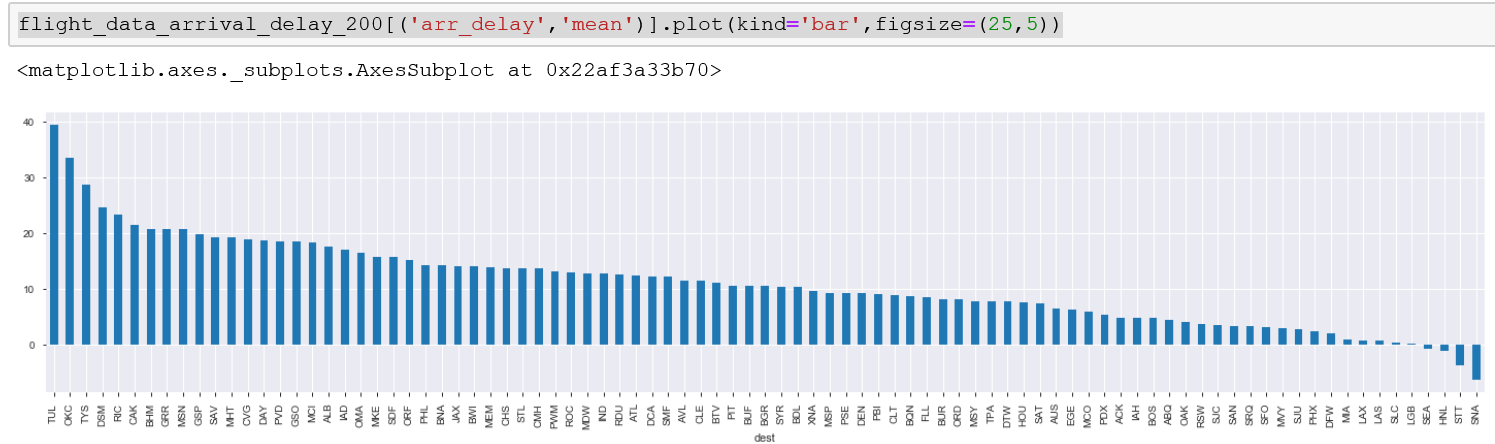 flight_data_arrival_delay_200[('arr_delay','mean')].plot(kind='bar',figsize=(25,5))
<matplotlib.axes._subplots.AxesSubplot at 0x22af3a33b70>
40
30
20
10
0
TUL OKC TYS DSM RIC CAK BHM GRR MSN GSP SAV MHT CVG DAY PVD GSO MCI ALB IAD OMA MKE SDF ORF PHL BNA JAX BWI MEM CHS STL CMH PWM ROC MDW IND RDU ATL DCA SMF AVL CLE BTV PIT BUF BGR SYR BDL XNA MSP PSE DEN PBI CLT BQN FLL BUR ORD MSY TPA DTW HOU SAT AUS EGE MCO PDX ACK IAH BOS ABQ OAK RSW SJC SAN SRQ SFO MVY SJU PHX DFW MIA LAX LAS SLC LGB SEA HNL STT SNA
dest